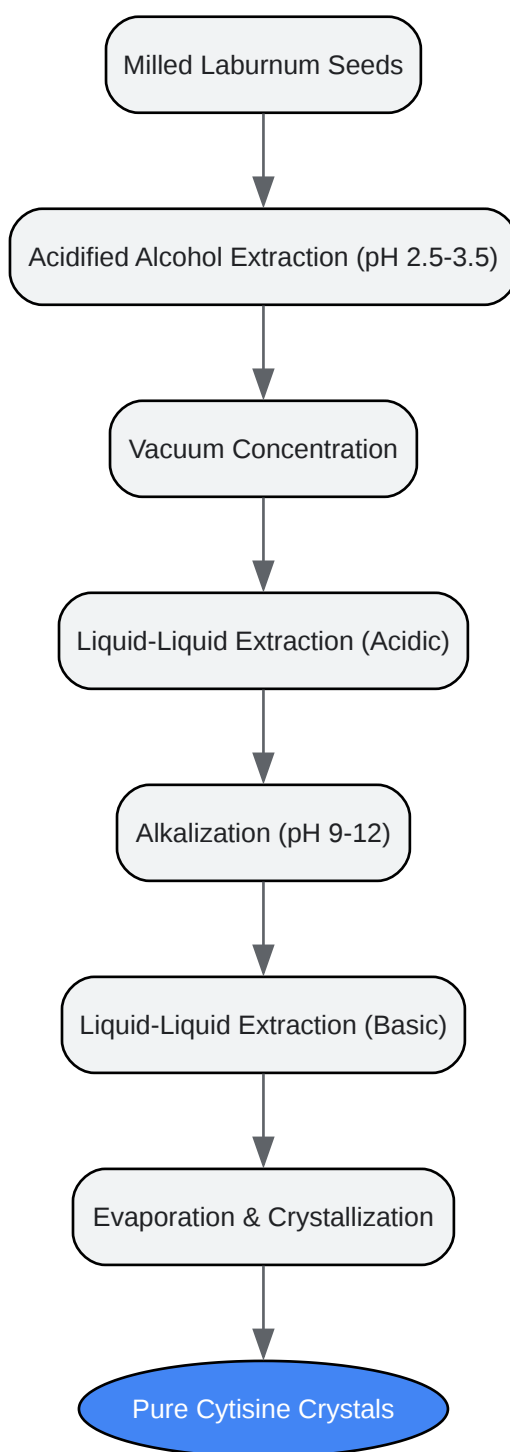 Milled Laburnum Seeds
Acidified Alcohol Extraction (pH 2.5-3.5)
Vacuum Concentration
Liquid-Liquid Extraction (Acidic)
Alkalization (pH 9-12)
Liquid-Liquid Extraction (Basic)
Evaporation & Crystallization
Pure Cytisine Crystals